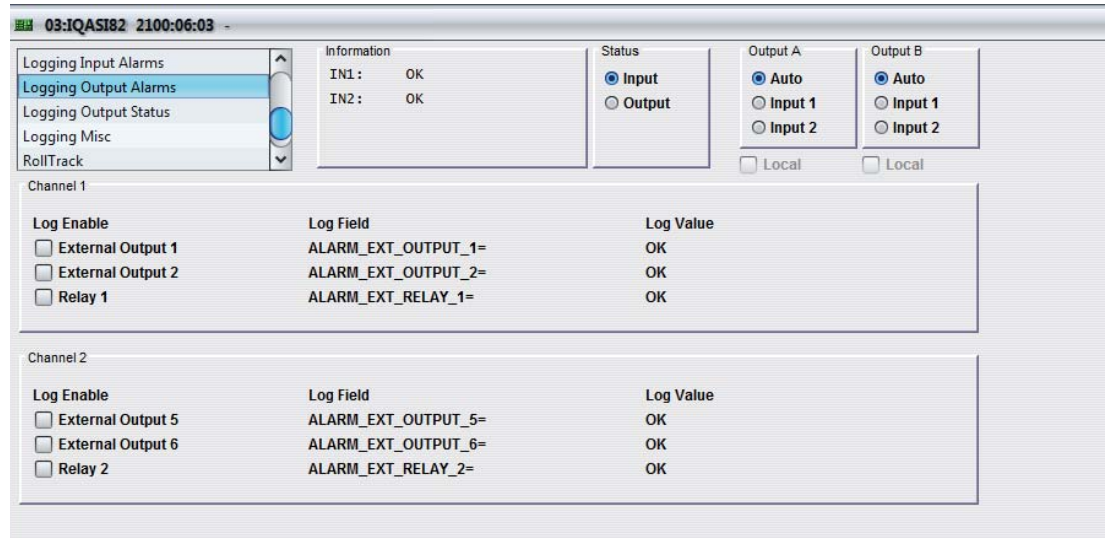 03:IQASI82 2100:06:03 -
Logging Input Alarms
Logging Output Alarms
Logging Output Status
Logging Misc
RollTrack
Information
IN1: OK
IN2: OK
Status
Input
Output
Output A
Auto
Input 1
Input 2
Local
Output B
Auto
Input 1
Input 2
Local
Channel 1
Log Enable Log Field Log Value
External Output 1 ALARM_EXT_OUTPUT_1= OK
External Output 2 ALARM_EXT_OUTPUT_2= OK
Relay 1 ALARM_EXT_RELAY_1= OK
Channel 2
Log Enable Log Field Log Value
External Output 5 ALARM_EXT_OUTPUT_5= OK
External Output 6 ALARM_EXT_OUTPUT_6= OK
Relay 2 ALARM_EXT_RELAY_2= OK